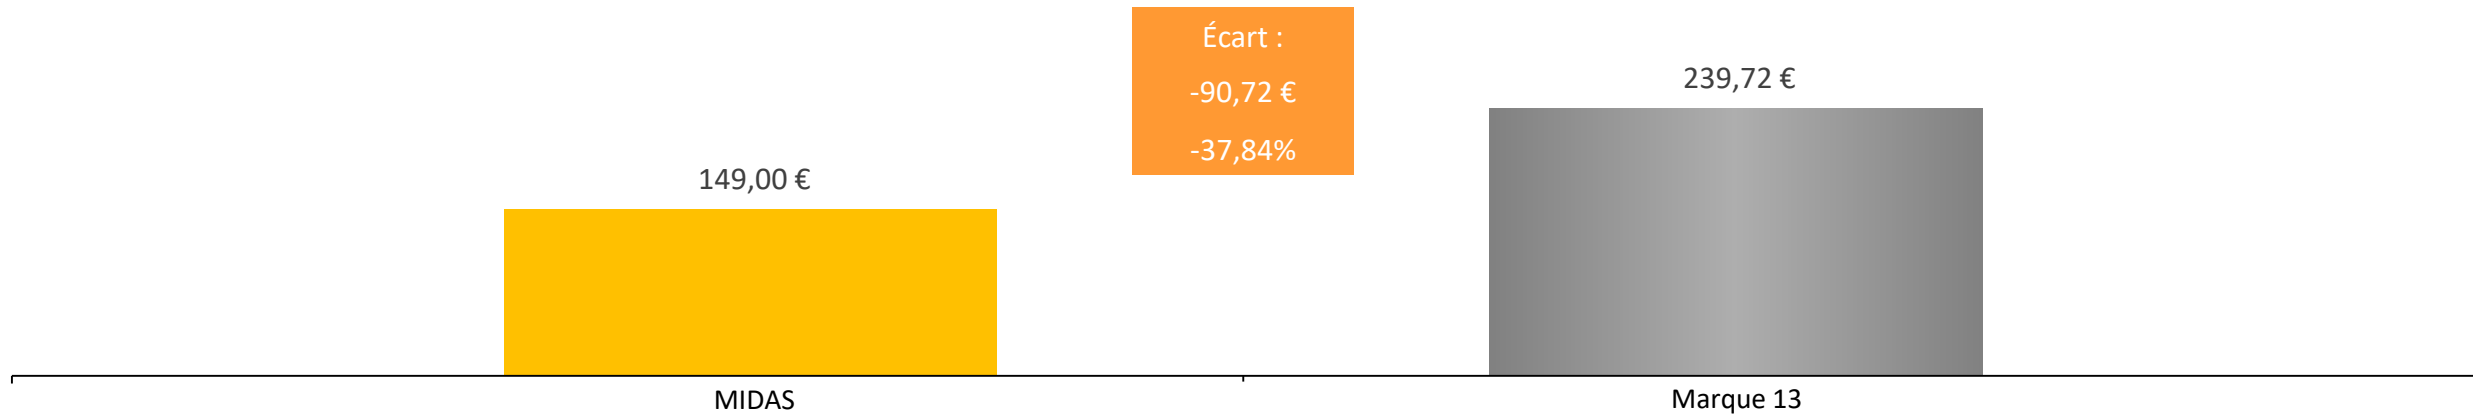 Écart :
-90,72 €
-37,84%
239,72 €
149,00 €
MIDAS
Marque 13